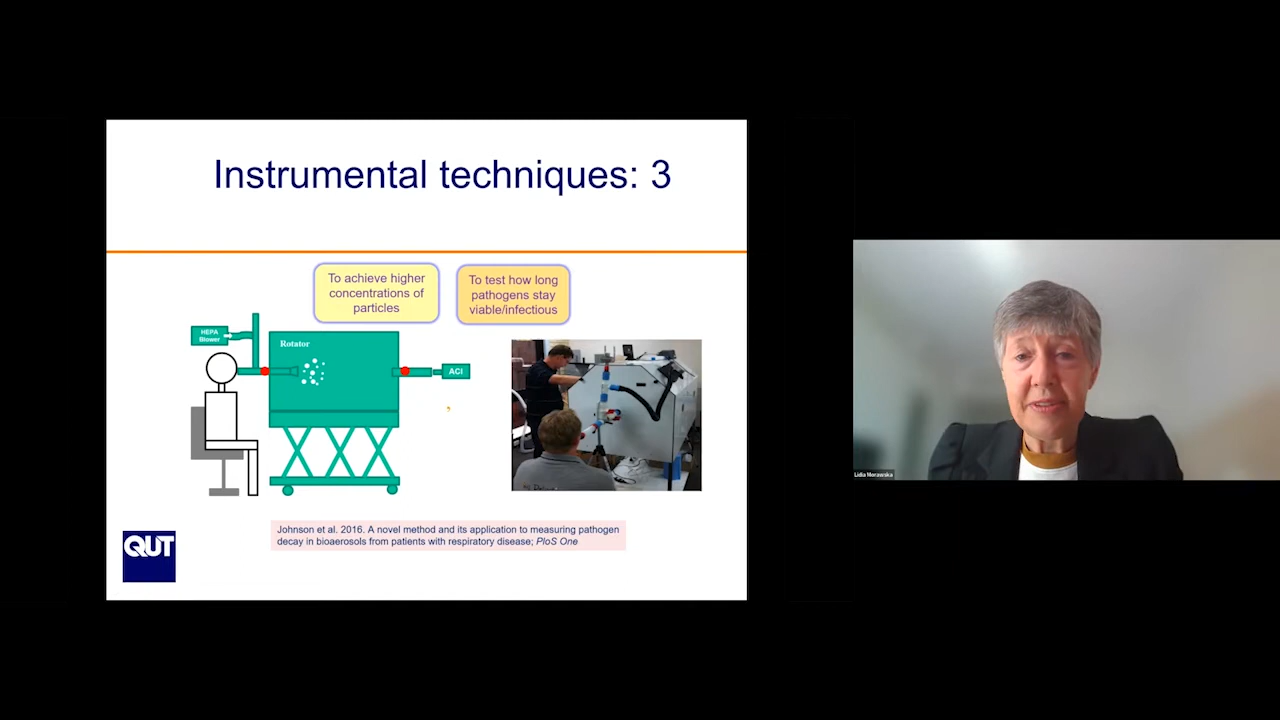 Instrumental techniques: 3
To achieve higher
concentrations of
particles
To test how long
pathogens stay
viable/infectious
HEPA
Blower
Rotator
ACI
Johnson et al. 2016. A novel method and its application to measuring pathogen
decay in bioaerosols from patients with respiratory disease; PloS One
QUT
Lidia Morawska